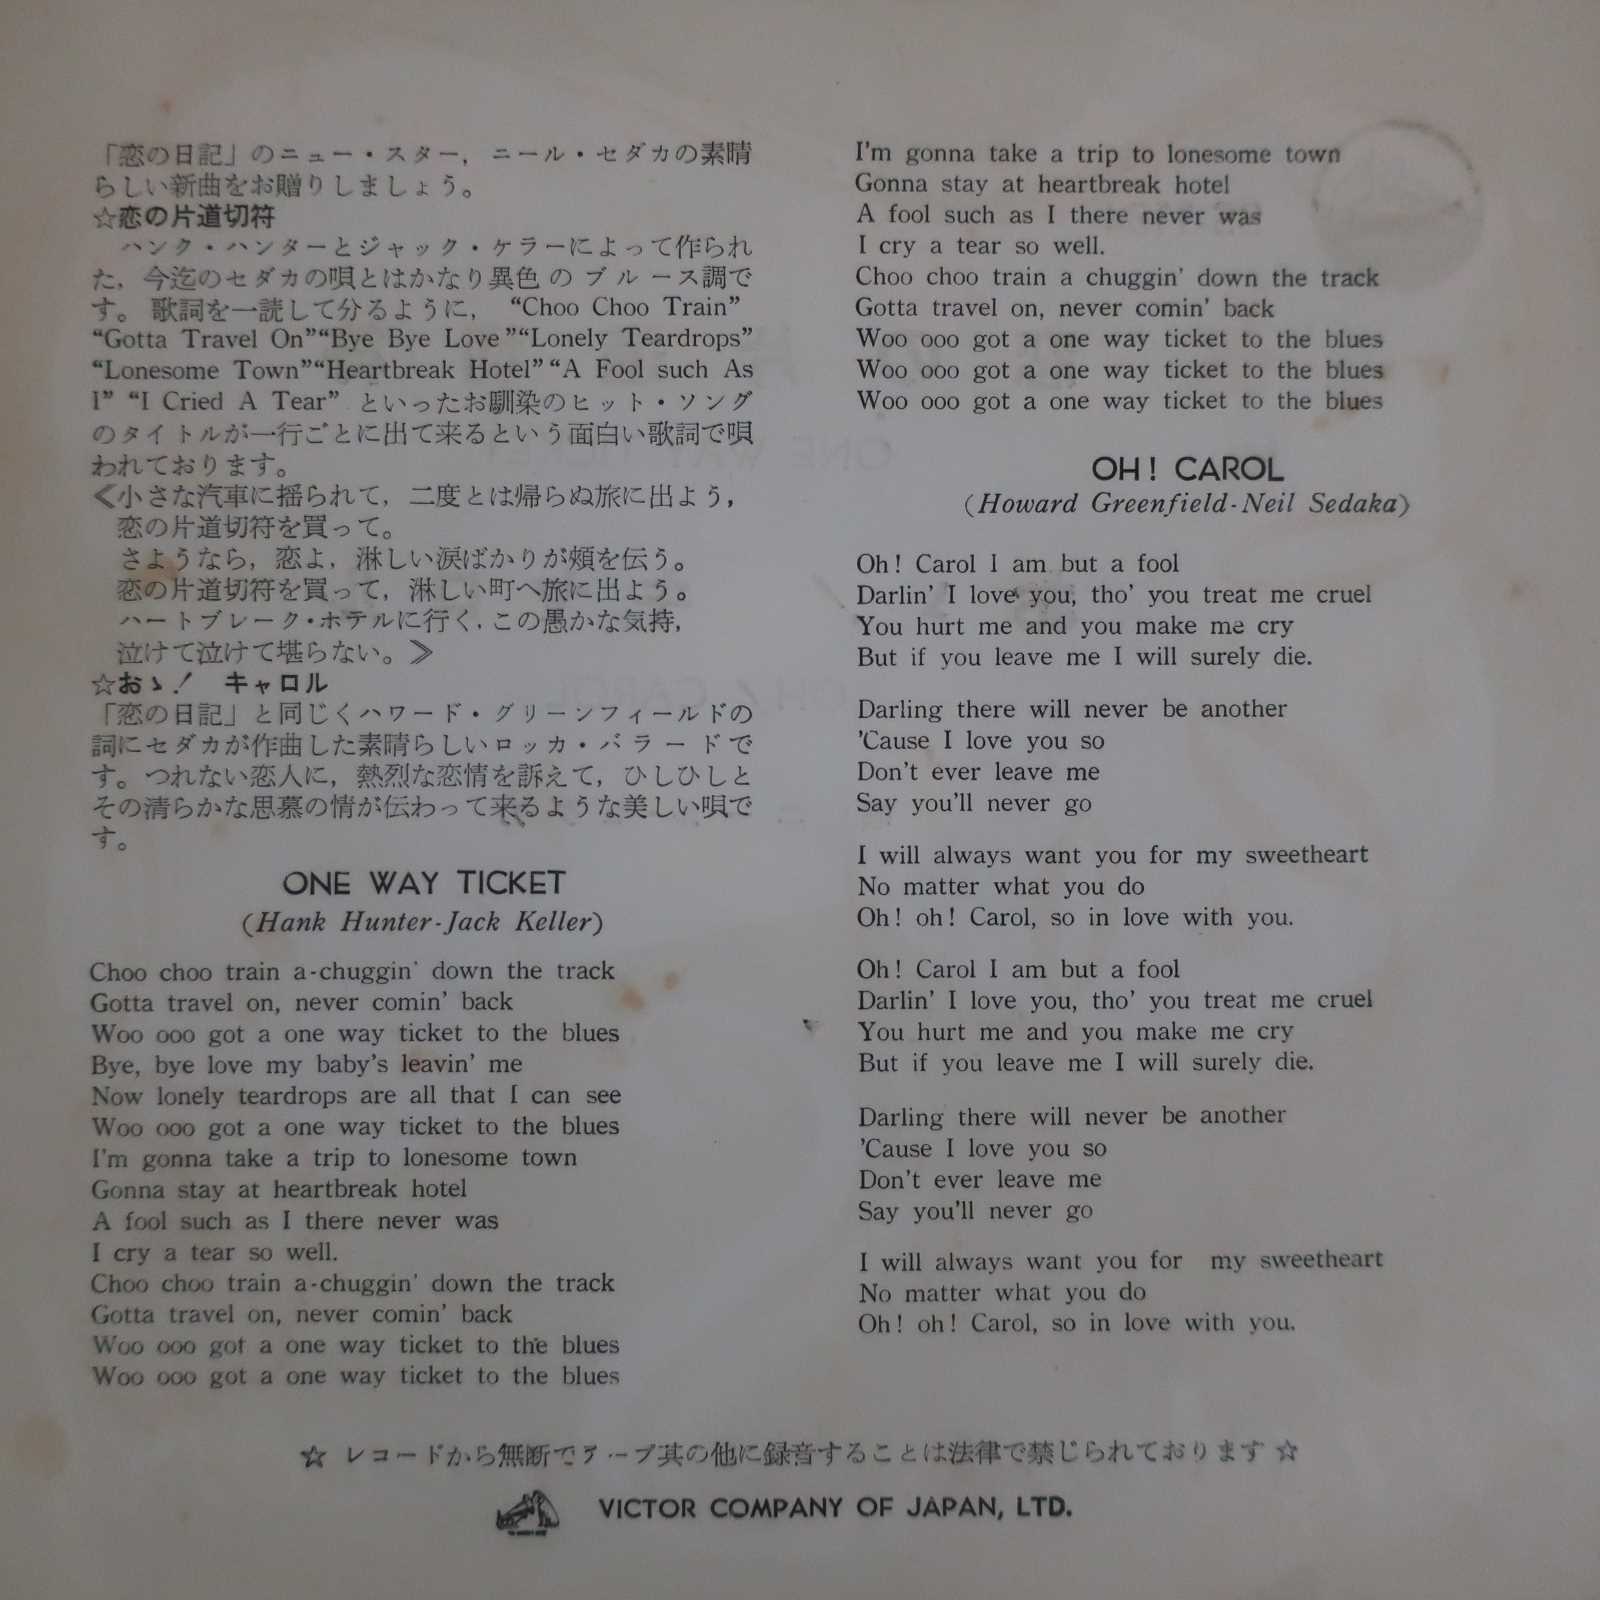 「恋の日記」のニュー・スター，ニール・セダカの素晴
らしい新曲をお贈りしましょう。
☆恋の片道切符
ハンク・ハンターとジャック・ケラーによって作られ
た，今迄のセダカの唄とはかなり異色のブルース調で
す。歌詞を一読して分るように，“Choo Choo Train”
“Gotta Travel On”“Bye Bye Love”“Lonely Teardrops”
“Lonesome Town”“Heartbreak Hotel”“A Fool such As
I”“I Cried A Tear”といったお馴染のヒット・ソング
のタイトルが一行ごとに出て来るという面白い歌詞で唄
われております。
≪小さな汽車に揺られて，二度とは帰らぬ旅に出よう，
恋の片道切符を買って。
さようなら，恋よ，淋しい涙ばかりが頬を伝う。
恋の片道切符を買って，淋しい町へ旅に出よう。
ハートブレーク・ホテルに行く，この愚かな気持，
泣けて泣けて堪らない。≫
☆おゝ！ キャロル
「恋の日記」と同じくハワード・グリーンフィールドの
詞にセダカが作曲した素晴らしいロッカ・バラードで
す。つれない恋人に，熱烈な恋情を訴えて，ひしひしと
その清らかな思慕の情が伝わって来るような美しい唄で
す。
ONE WAY TICKET
(Hank Hunter-Jack Keller)
Choo choo train a-chuggin' down the track
Gotta travel on, never comin' back
Woo ooo got a one way ticket to the blues
Bye, bye love my baby's leavin' me
Now lonely teardrops are all that I can see
Woo ooo got a one way ticket to the blues
I'm gonna take a trip to lonesome town
Gonna stay at heartbreak hotel
A fool such as I there never was
I cry a tear so well.
Choo choo train a-chuggin' down the track
Gotta travel on, never comin' back
Woo ooo got a one way ticket to the blues
Woo ooo got a one way ticket to the blues
I'm gonna take a trip to lonesome town
Gonna stay at heartbreak hotel
A fool such as I there never was
I cry a tear so well.
Choo choo train a chuggin' down the track
Gotta travel on, never comin' back
Woo ooo got a one way ticket to the blues
Woo ooo got a one way ticket to the blues
Woo ooo got a one way ticket to the blues
OH! CAROL
(Howard Greenfield-Neil Sedaka)
Oh! Carol I am but a fool
Darlin' I love you, tho' you treat me cruel
You hurt me and you make me cry
But if you leave me I will surely die.
Darling there will never be another
'Cause I love you so
Don't ever leave me
Say you'll never go
I will always want you for my sweetheart
No matter what you do
Oh! oh! Carol, so in love with you.
Oh! Carol I am but a fool
Darlin' I love you, tho' you treat me cruel
You hurt me and you make me cry
But if you leave me I will surely die.
Darling there will never be another
'Cause I love you so
Don't ever leave me
Say you'll never go
I will always want you for my sweetheart
No matter what you do
Oh! oh! Carol, so in love with you.
☆ レコードから無断でテープ其の他に録音することは法律で禁じられております ☆
VICTOR COMPANY OF JAPAN, LTD.